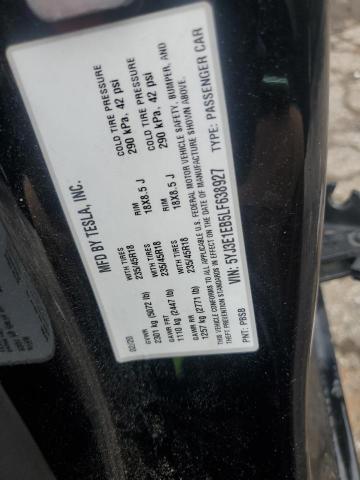 MFD BY TESLA, INC.
02/20
GVWR
2301 kg (5072 lb)
GAWR FRT
1110 kg (2447 lb)
WITH TIRES
235/45R18
RIM
18X8.5 J
COLD TIRE PRESSURE
290 kPa, 42 psi
GAWR RR
1257 kg (2771 lb)
WITH TIRES
235/45R18
RIM
18X8.5 J
COLD TIRE PRESSURE
290 kPa, 42 psi
THIS VEHICLE CONFORMS TO ALL APPLICABLE U.S. FEDERAL MOTOR VEHICLE SAFETY, BUMPER, AND
THEFT PREVENTION STANDARDS IN EFFECT ON THE DATE OF MANUFACTURE SHOWN ABOVE.
VIN: 5YJ3E1EB5LF638927 TYPE: PASSENGER CAR
PNT: PBSB